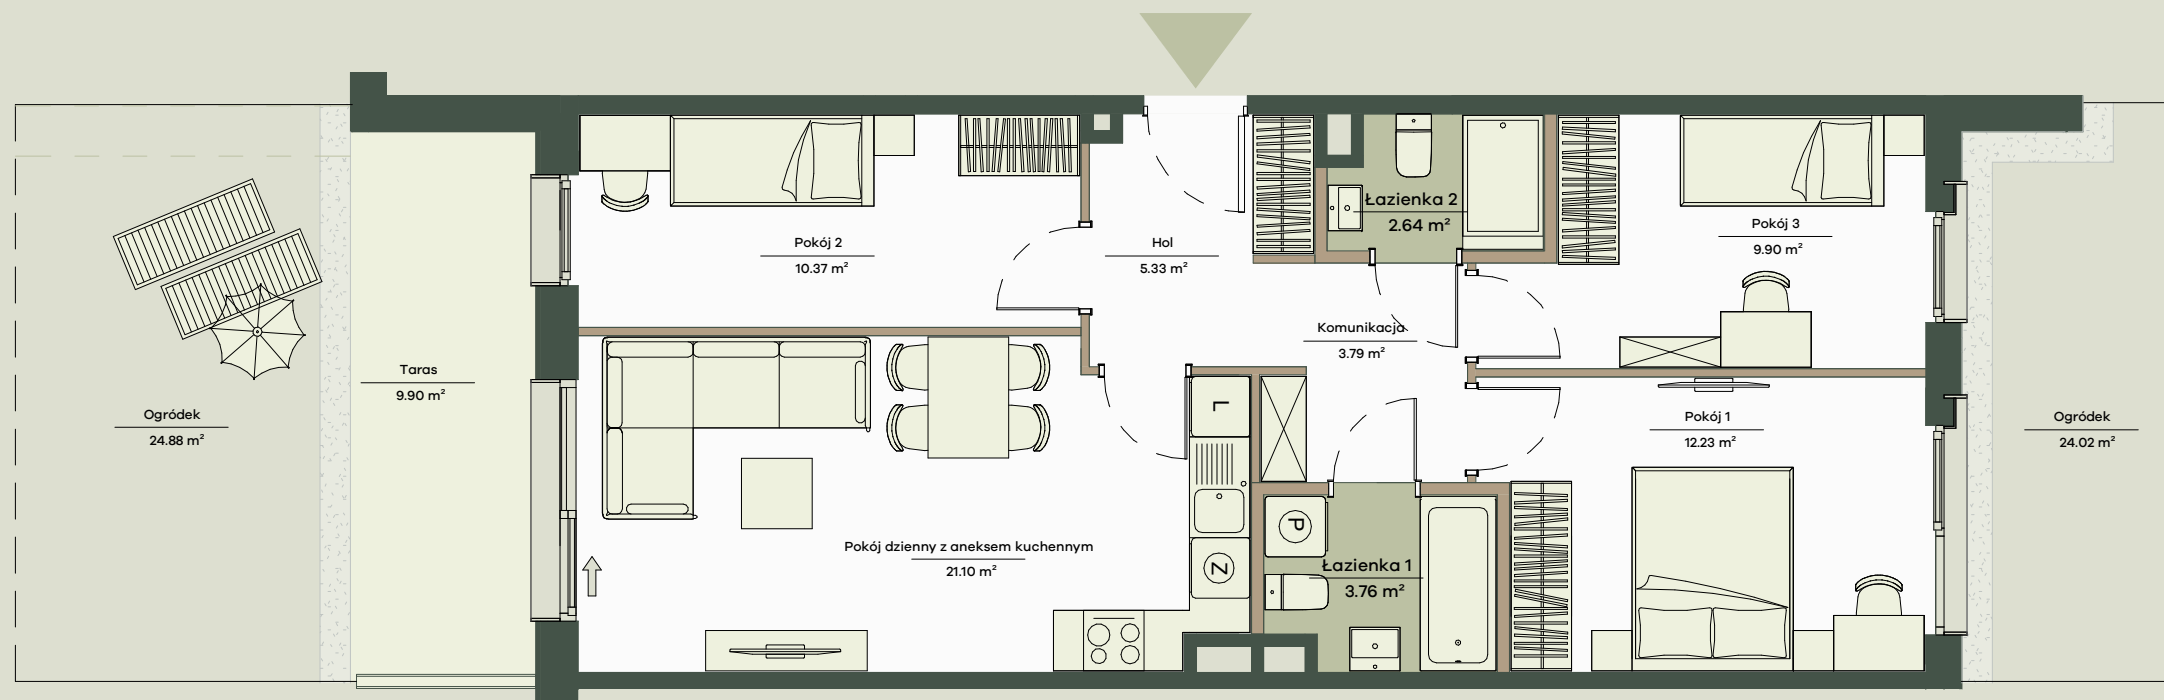 Łazienka 2
2.64 m²
Pokój 2
10.37 m²
Hol
5.33 m²
Pokój 3
9.90 m²
Komunikacja
3.79 m²
Taras
9.90 m²
Ogródek
24.88 m²
L
Pokój 1
12.23 m²
Ogródek
24.02 m²
P
Pokój dzienny z aneksem kuchennym
21.10 m²
Z
Łazienka 1
3.76 m²